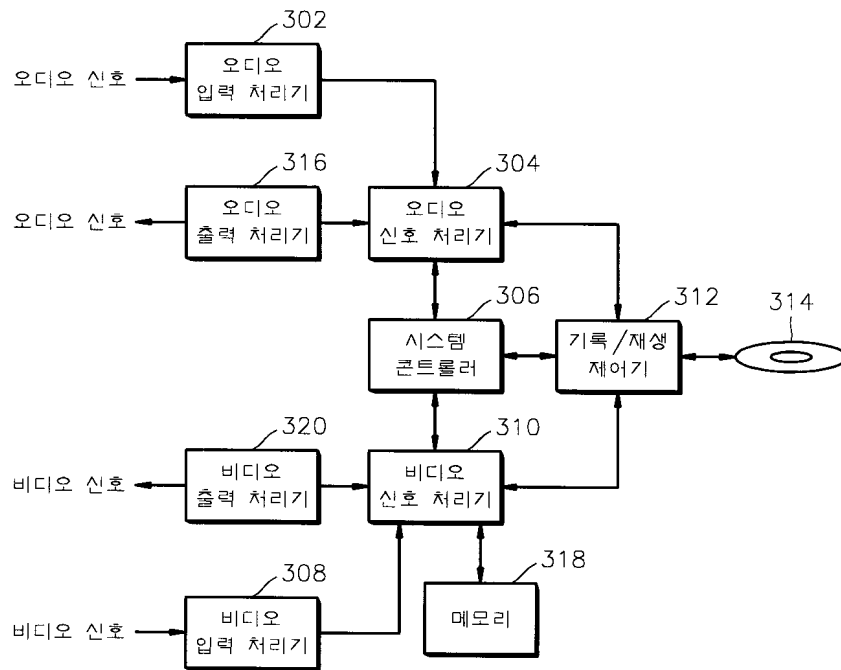 302
오디오 신호
오디오
입력 처리기
316
304
오디오 신호
오디오
출력 처리기
오디오
신호 처리기
306
312
314
시스템
콘트롤러
기록/재생
제어기
320
310
비디오 신호
비디오
출력 처리기
비디오
신호 처리기
308
318
비디오 신호
비디오
입력 처리기
메모리